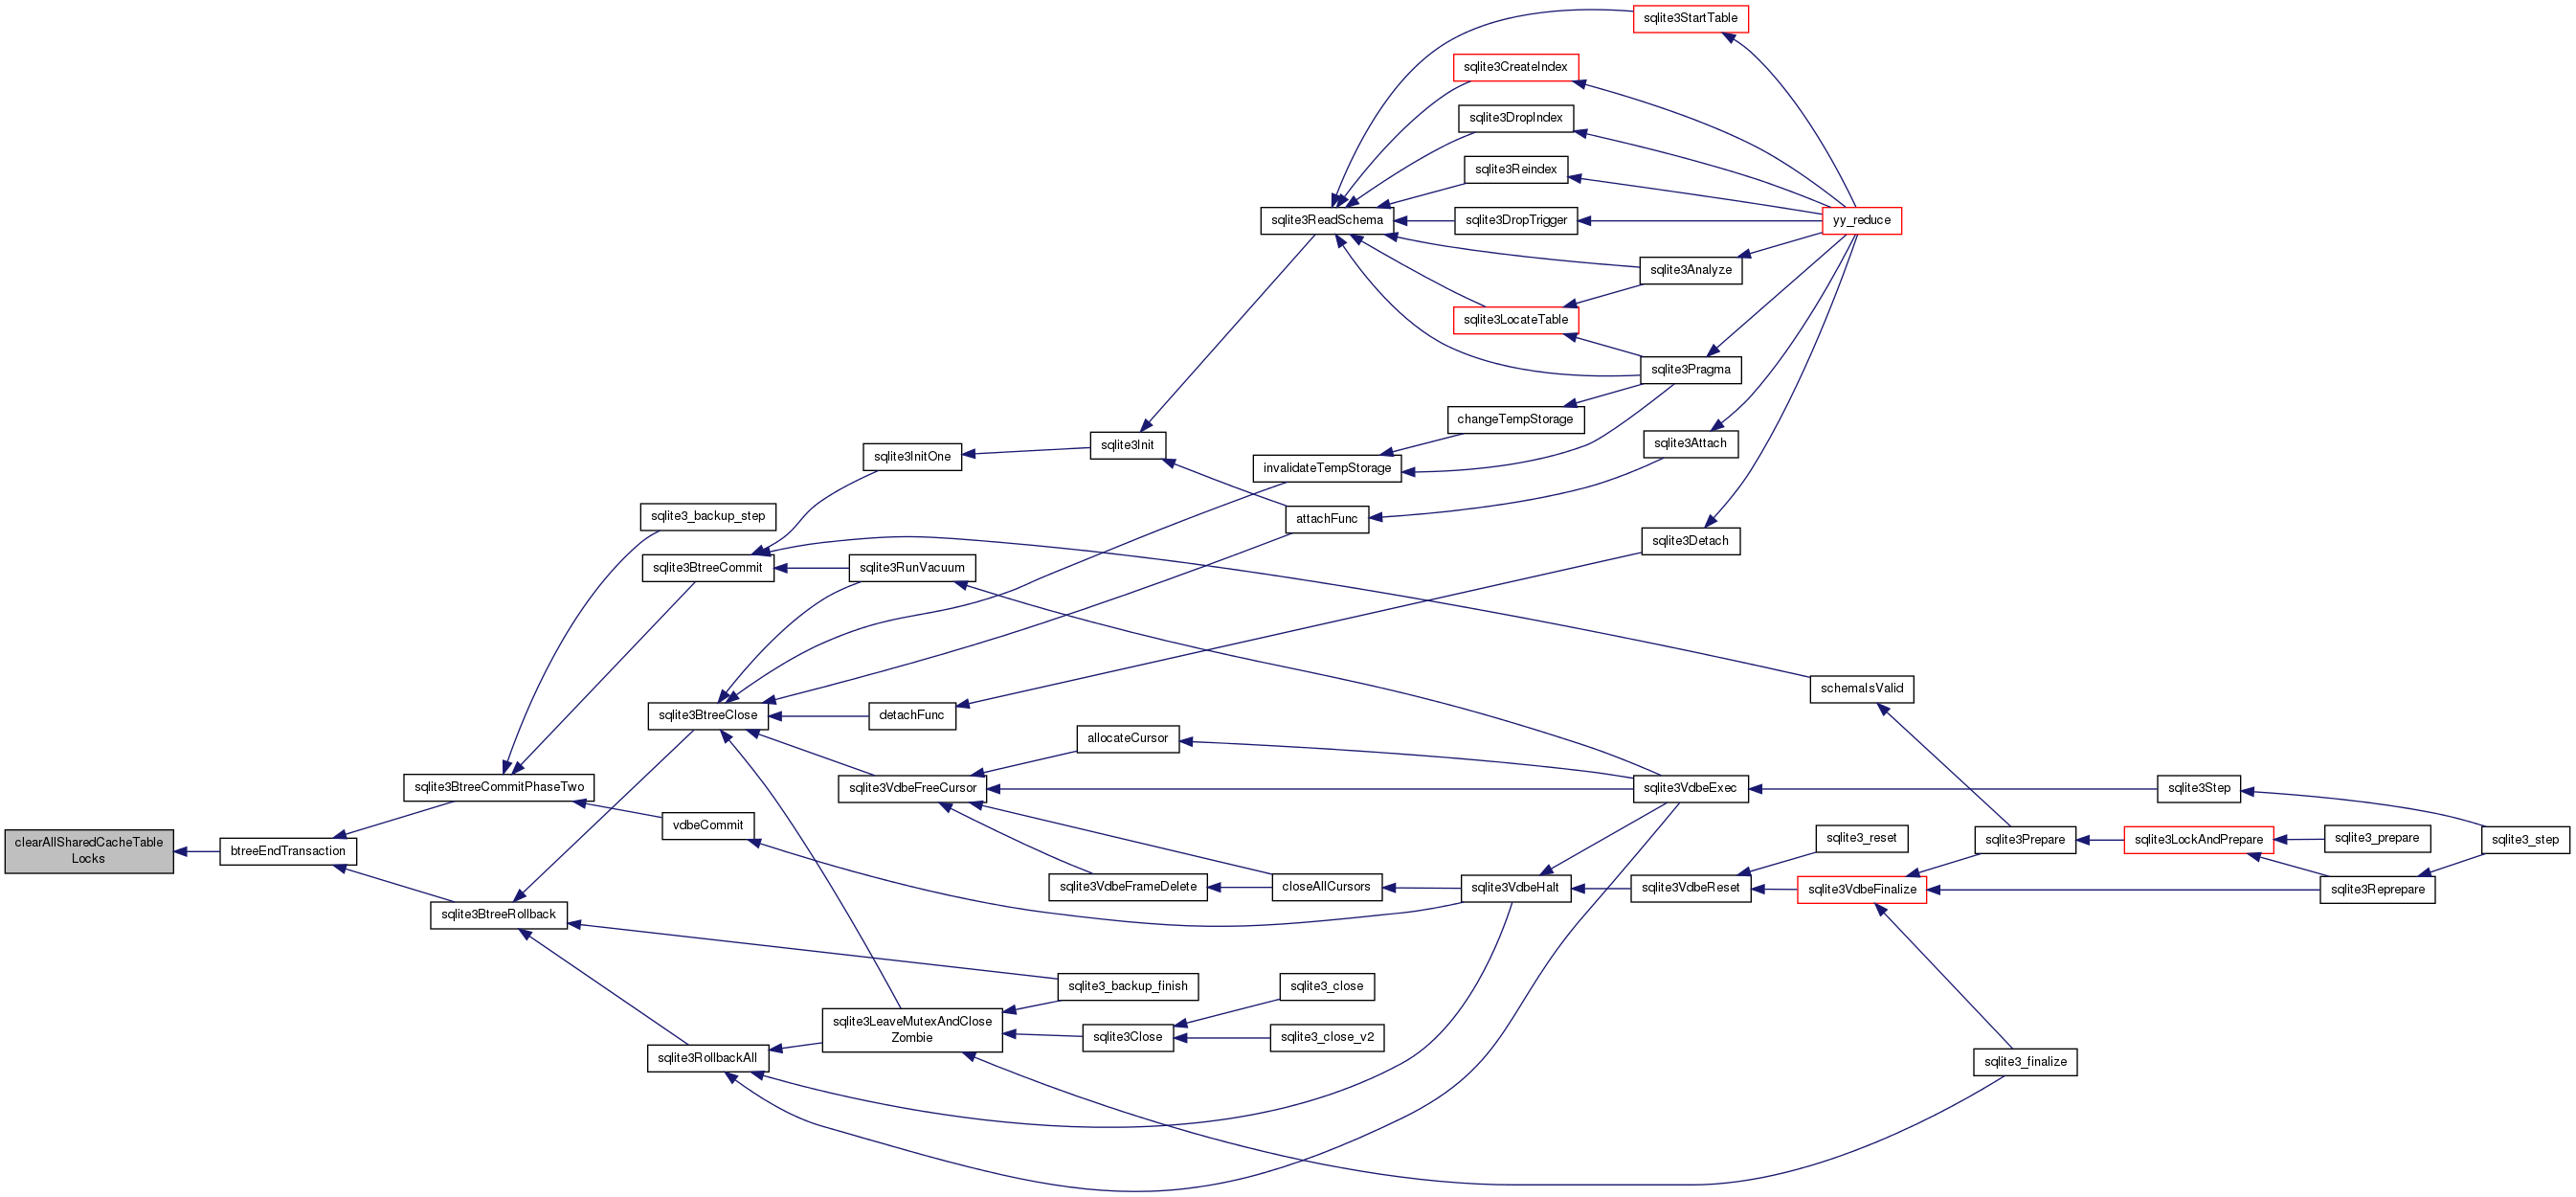 sqlite3StartTable
sqlite3CreateIndex
sqlite3DropIndex
sqlite3Reindex
sqlite3ReadSchema
sqlite3DropTrigger
yy_reduce
sqlite3Analyze
sqlite3LocateTable
sqlite3Pragma
changeTempStorage
sqlite3Init
sqlite3Attach
sqlite3InitOne
invalidateTempStorage
sqlite3_backup_step
attachFunc
sqlite3Detach
sqlite3BtreeCommit
sqlite3RunVacuum
schemaIsValid
sqlite3BtreeClose
detachFunc
allocateCursor
sqlite3BtreeCommitPhaseTwo
sqlite3VdbeFreeCursor
sqlite3VdbeExec
sqlite3Step
vdbeCommit
sqlite3_reset
sqlite3Prepare
sqlite3LockAndPrepare
sqlite3_prepare
sqlite3_step
clearAllSharedCacheTable
Locks
btreeEndTransaction
sqlite3VdbeFrameDelete
closeAllCursors
sqlite3VdbeHalt
sqlite3VdbeReset
sqlite3VdbeFinalize
sqlite3Reprepare
sqlite3BtreeRollback
sqlite3_backup_finish
sqlite3_close
sqlite3LeaveMutexAndClose
Zombie
sqlite3Close
sqlite3_close_v2
sqlite3RollbackAll
sqlite3_finalize